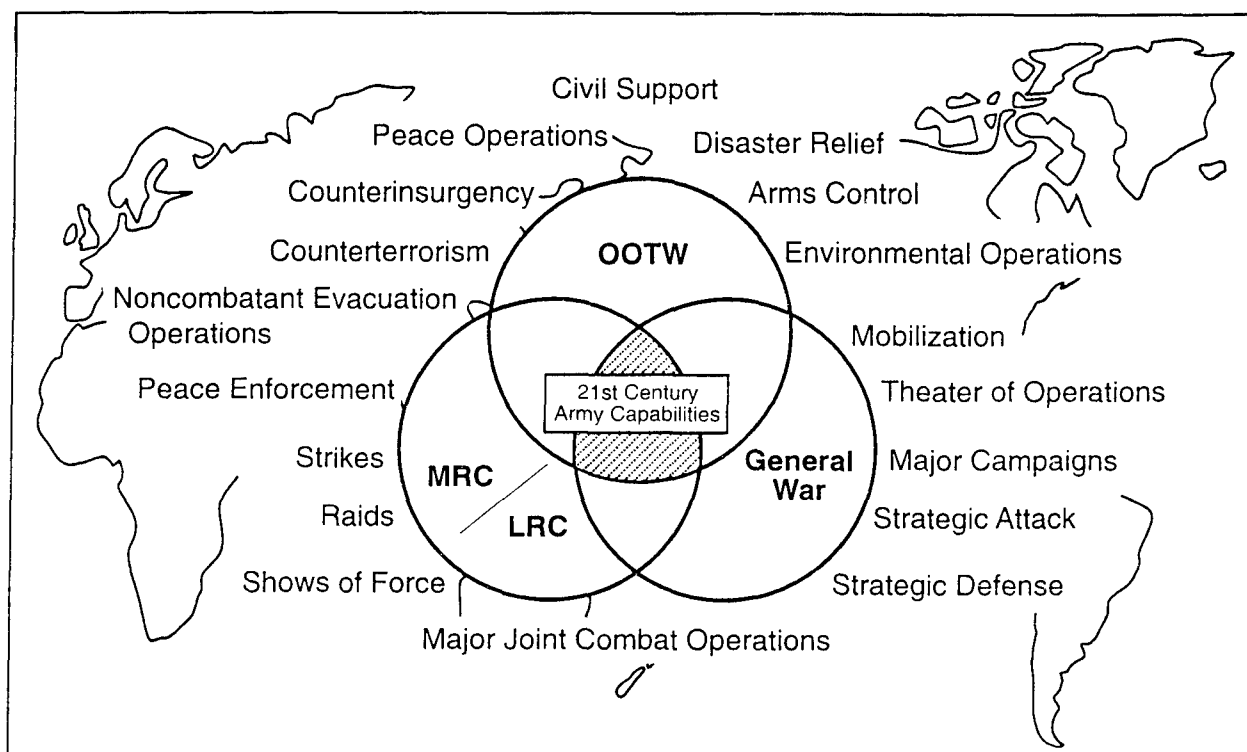 Civil Support
Peace Operations
Disaster Relief
Counterinsurgency
Arms Control
Counterterrorism
OOTW
Environmental Operations
Noncombatant Evacuation
Operations
Mobilization
Peace Enforcement
21st Century
Army Capabilities
Theater of Operations
Strikes
MRC
General
War
Major Campaigns
Raids
LRC
Strategic Attack
Shows of Force
Strategic Defense
Major Joint Combat Operations